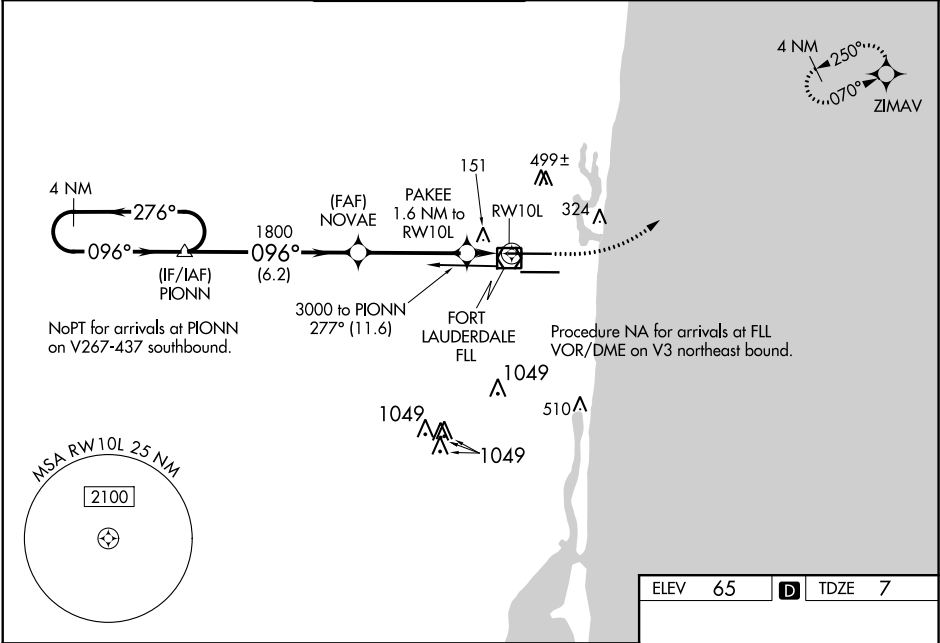 4 NM
250°
070°
ZIMAV
4 NM
276°
096°
(IF/IAF)
PIONN
1800
096°
(6.2)
(FAF)
NOVAE
PAKEE
1.6 NM to
RW10L
151
RW10L
499±
324
3000 to PIONN
277° (11.6)
FORT
LAUDERDALE
FLL
NoPT for arrivals at PIONN
on V267-437 southbound.
Procedure NA for arrivals at FLL
VOR/DME on V3 northeast bound.
1049
510
1049
1049
MSA RW10L 25 NM
2100
ELEV 65 D TDZE 7